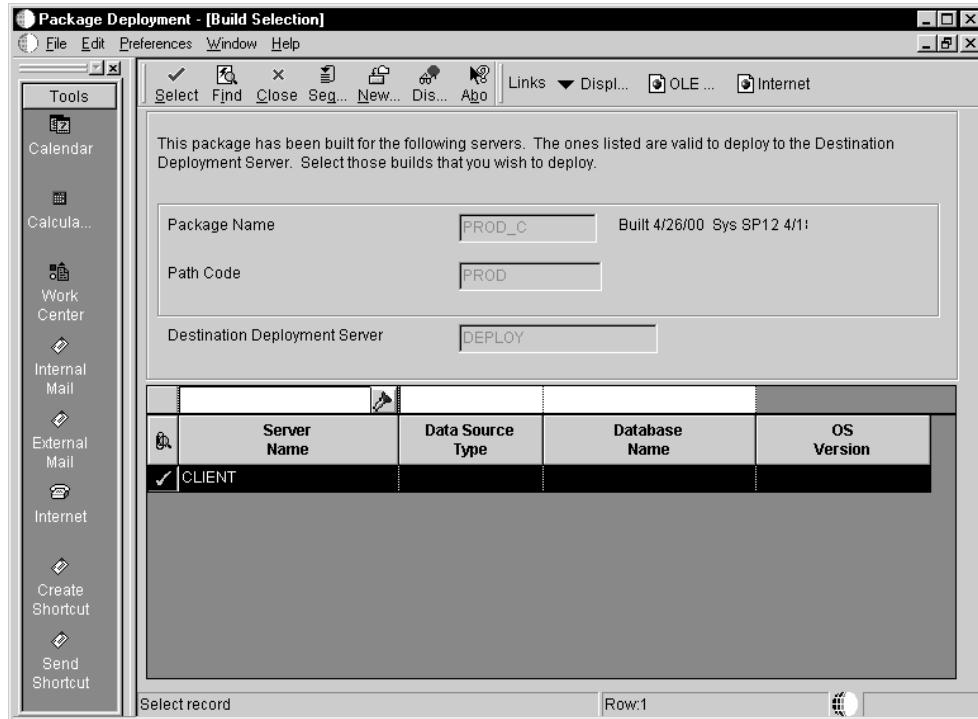 Package Deployment - [Build Selection]
File Edit Preferences Window Help
Tools
Calendar
Calcula...
Work
Center
Internal
Mail
External
Mail
Internet
Create
Shortcut
Send
Shortcut
Select Find Close Seq... New... Dis... Abo Links Displ... OLE ... Internet
This package has been built for the following servers. The ones listed are valid to deploy to the Destination
Deployment Server. Select those builds that you wish to deploy.
Package Name PROD_C Built 4/26/00 Sys SP12 4/1
Path Code PROD
Destination Deployment Server DEPLOY
Server Name Data Source Type Database Name OS Version
CLIENT
Select record Row:1